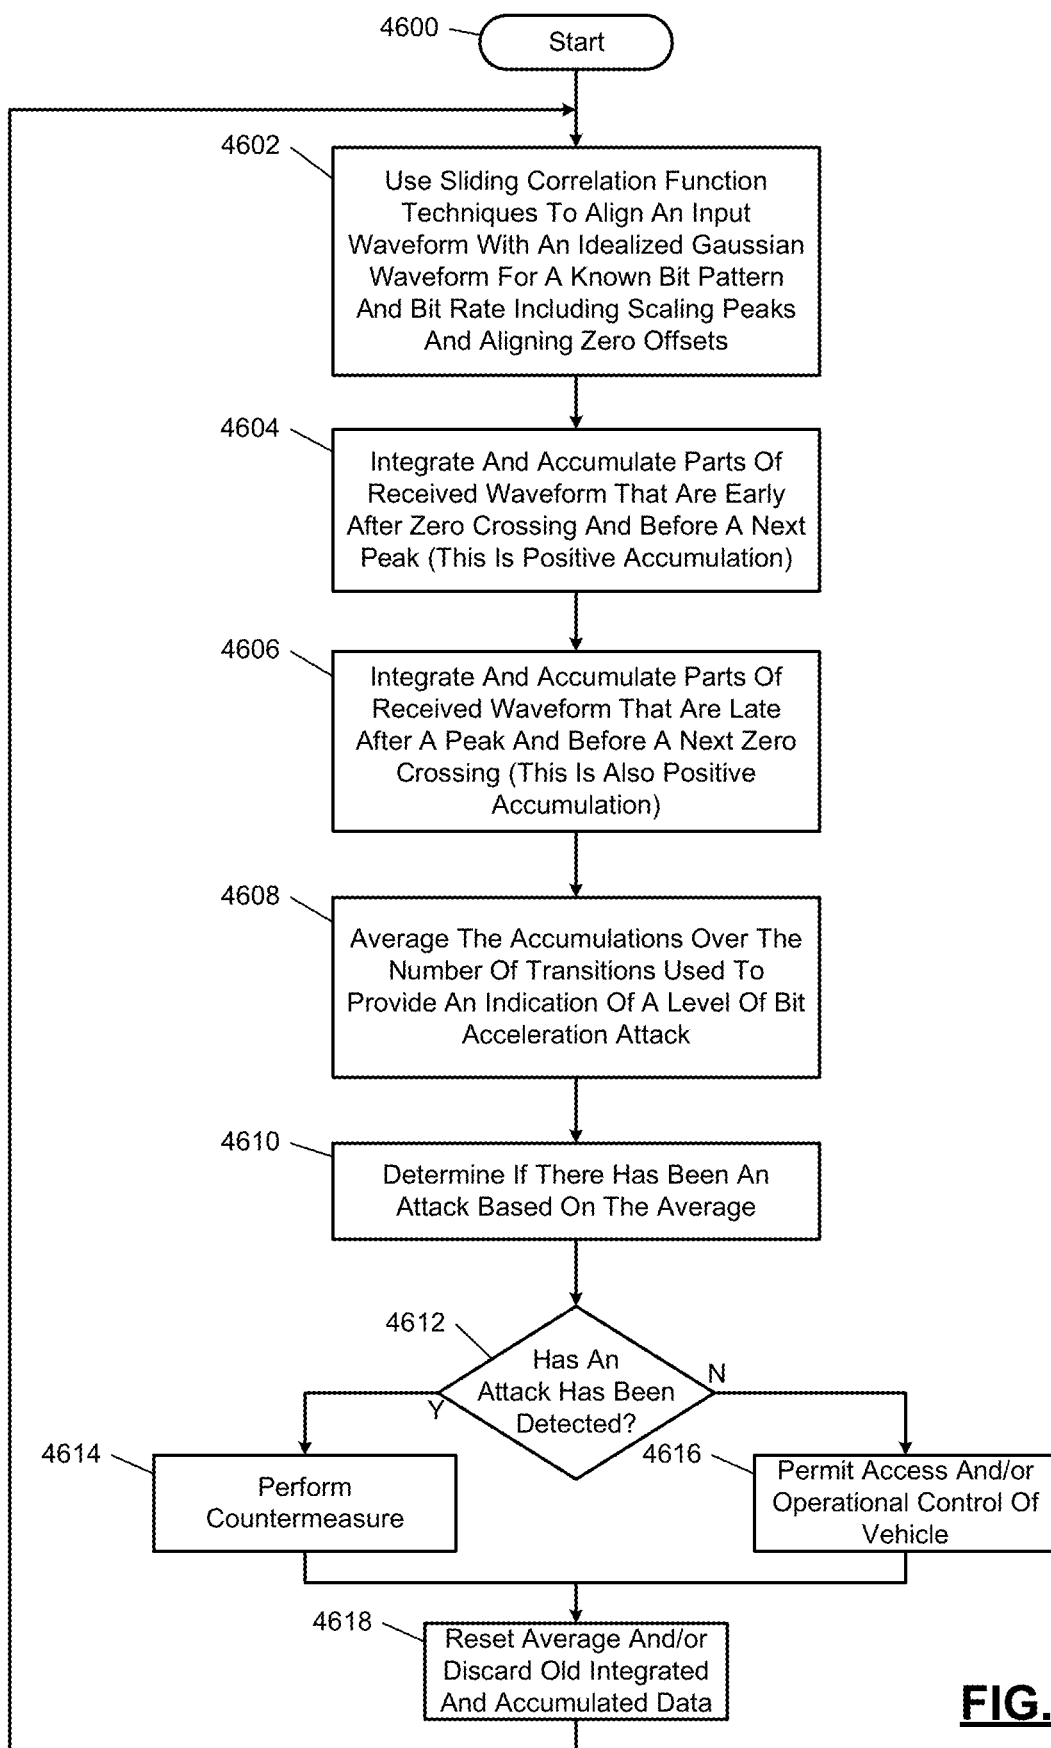 4600
Start
4602
Use Sliding Correlation Function
Techniques To Align An Input
Waveform With An Idealized Gaussian
Waveform For A Known Bit Pattern
And Bit Rate Including Scaling Peaks
And Aligning Zero Offsets
4604
Integrate And Accumulate Parts Of
Received Waveform That Are Early
After Zero Crossing And Before A Next
Peak (This Is Positive Accumulation)
4606
Integrate And Accumulate Parts Of
Received Waveform That Are Late
After A Peak And Before A Next Zero
Crossing (This Is Also Positive
Accumulation)
4608
Average The Accumulations Over The
Number Of Transitions Used To
Provide An Indication Of A Level Of Bit
Acceleration Attack
4610
Determine If There Has Been An
Attack Based On The Average
4612
Has An
Attack Has Been
Detected?
Y
N
4614
Perform
Countermeasure
4616
Permit Access And/or
Operational Control Of
Vehicle
4618
Reset Average And/or
Discard Old Integrated
And Accumulated Data
FIG.